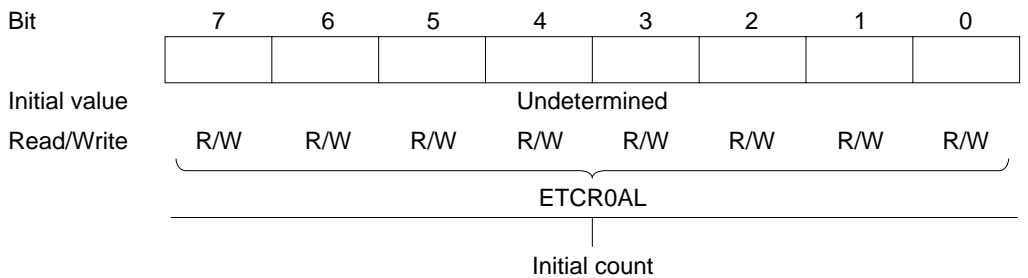 Bit 7 6 5 4 3 2 1 0
Initial value Undetermined
Read/Write R/W R/W R/W R/W R/W R/W R/W R/W
ETCR0AL
Initial count